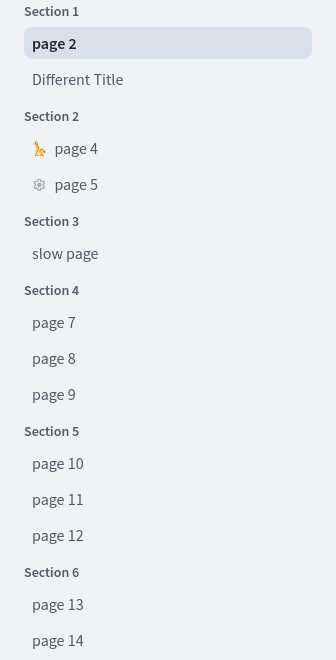 Section 1
page 2
Different Title
Section 2
page 4
page 5
Section 3
slow page
Section 4
page 7
page 8
page 9
Section 5
page 10
page 11
page 12
Section 6
page 13
page 14